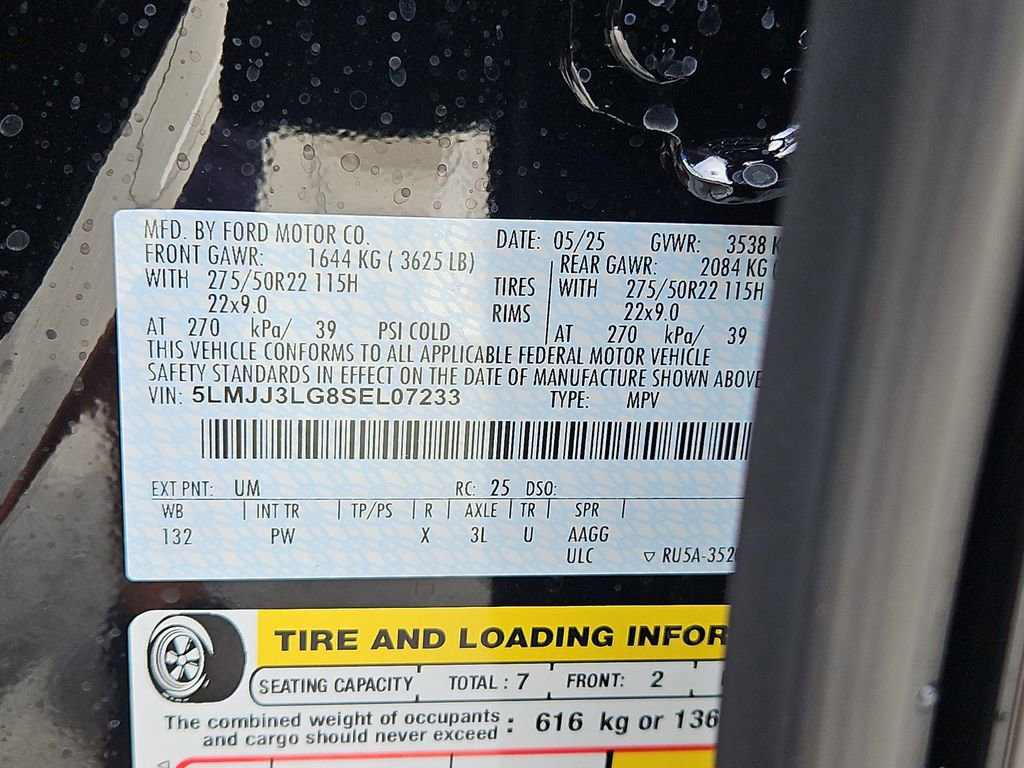 MFD. BY FORD MOTOR CO. DATE: 05/25 GVWR: 3538 K
FRONT GAWR: 1644 KG ( 3625 LB) REAR GAWR: 2084 KG (
WITH 275/50R22 115H TIRES WITH 275/50R22 115H
22x9.0 RIMS 22x9.0
AT 270 kPa/ 39 PSI COLD AT 270 kPa/ 39
THIS VEHICLE CONFORMS TO ALL APPLICABLE FEDERAL MOTOR VEHICLE
SAFETY STANDARDS IN EFFECT ON THE DATE OF MANUFACTURE SHOWN ABOVE
VIN: 5LMJJ3LG8SEL07233 TYPE: MPV
EXT PNT: UM RC: 25 DSO:
WB | INT TR | TP/PS | R | AXLE | TR | SPR |
132 PW X 3L U AAGG
ULC ▽ RU5A-3520
TIRE AND LOADING INFOR
SEATING CAPACITY TOTAL : 7 FRONT: 2
The combined weight of occupants
and cargo should never exceed : 616 kg or 136